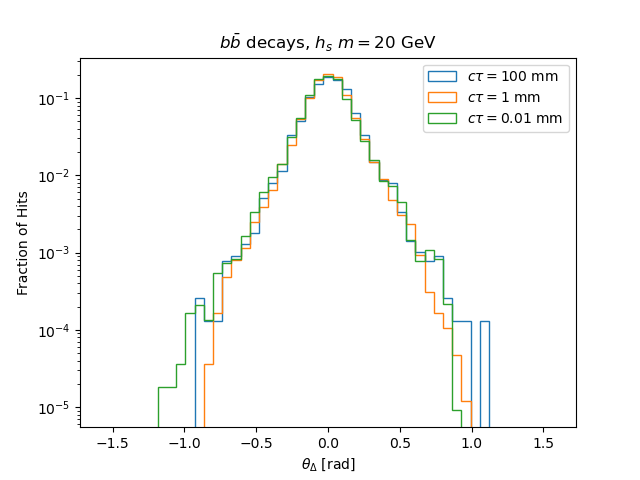 $b\bar{b}$ decays, $h_s$ $m = 20$ GeV
$c\tau = 100$ mm
$c\tau = 1$ mm
$c\tau = 0.01$ mm
Fraction of Hits
10⁻¹
10⁻²
10⁻³
10⁻⁴
10⁻⁵
−1.5 −1.0 −0.5 0.0 0.5 1.0 1.5
$\theta_\Delta$ [rad]